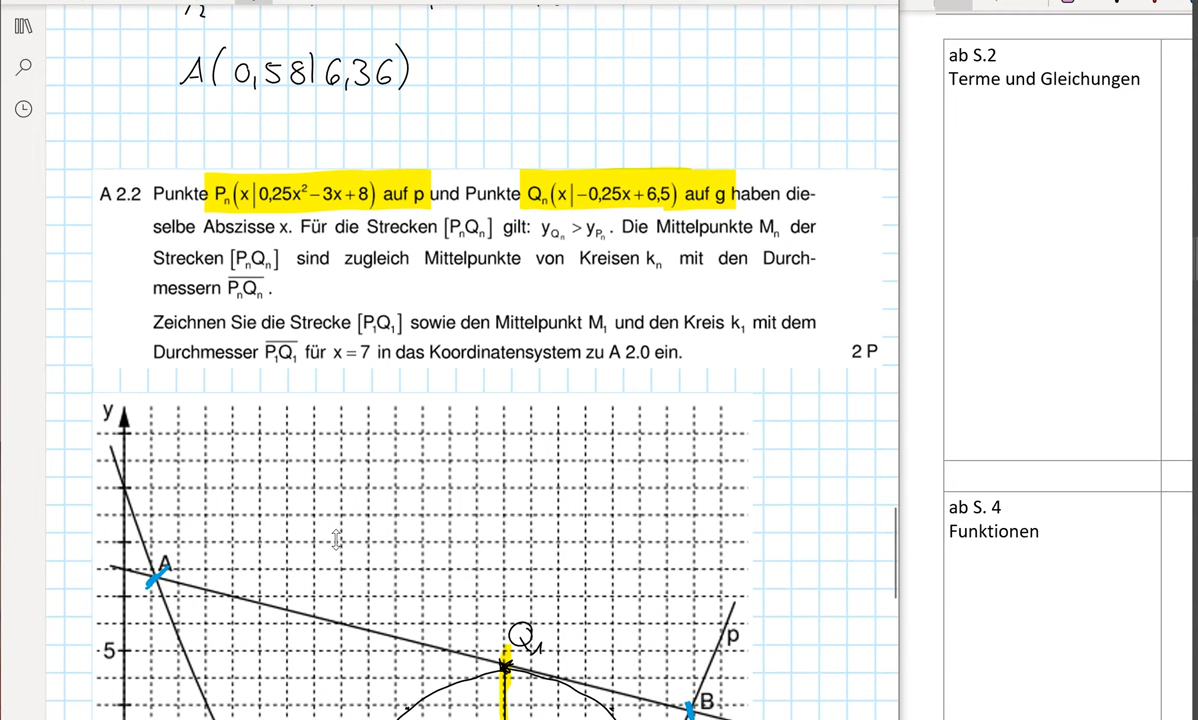 A(0,58|6,36)
ab S.2
Terme und Gleichungen
A 2.2 Punkte Pₙ(x|0,25x²−3x+8) auf p und Punkte Qₙ(x|−0,25x+6,5) auf g haben die-
selbe Abszisse x. Für die Strecken [PₙQₙ] gilt: y_Qₙ > y_Pₙ. Die Mittelpunkte Mₙ der
Strecken [PₙQₙ] sind zugleich Mittelpunkte von Kreisen kₙ mit den Durch-
messern P̅ₙ̅Q̅ₙ̅.
Zeichnen Sie die Strecke [P₁Q₁] sowie den Mittelpunkt M₁ und den Kreis k₁ mit dem
Durchmesser P̅₁̅Q̅₁̅ für x = 7 in das Koordinatensystem zu A 2.0 ein. 2 P
y
ab S. 4
Funktionen
A
Q₁
p
5
B